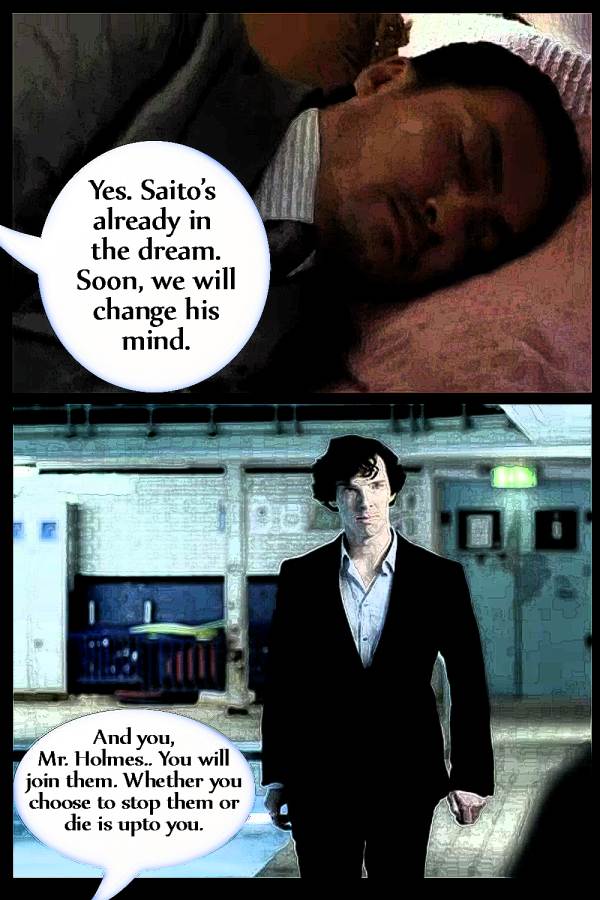 Yes. Saito's
already in
the dream.
Soon, we will
change his
mind.
And you,
Mr. Holmes.. You will
join them. Whether you
choose to stop them or
die is upto you.